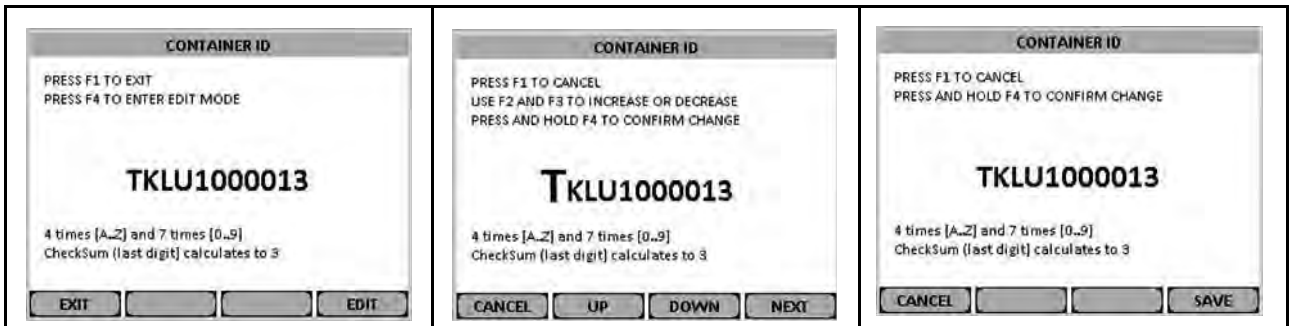 CONTAINER ID
PRESS F1 TO EXIT
PRESS F4 TO ENTER EDIT MODE
TKLU1000013
4 times [A..Z] and 7 times [0..9]
CheckSum (last digit) calculates to 3
EXIT
EDIT
CONTAINER ID
PRESS F1 TO CANCEL
USE F2 AND F3 TO INCREASE OR DECREASE
PRESS AND HOLD F4 TO CONFIRM CHANGE
TKLU1000013
4 times [A..Z] and 7 times [0..9]
CheckSum (last digit) calculates to 3
CANCEL
UP
DOWN
NEXT
CONTAINER ID
PRESS F1 TO CANCEL
PRESS AND HOLD F4 TO CONFIRM CHANGE
TKLU1000013
4 times [A..Z] and 7 times [0..9]
CheckSum (last digit) calculates to 3
CANCEL
SAVE